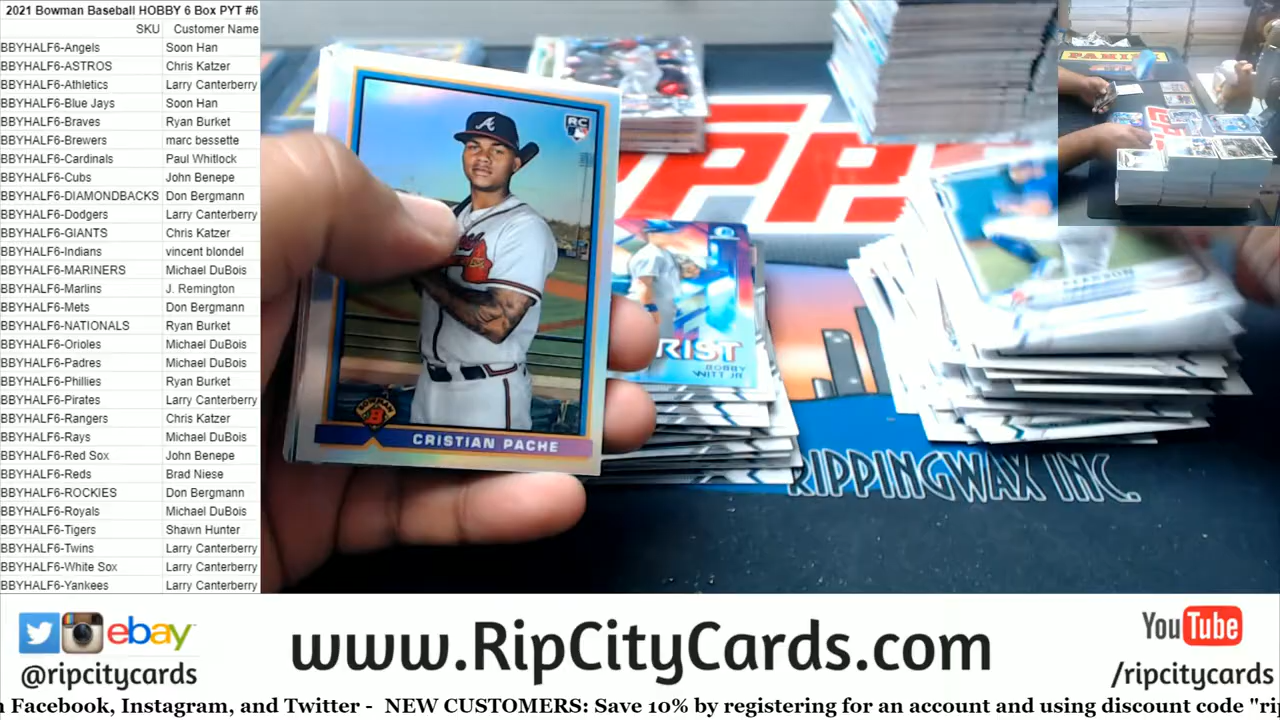 2021 Bowman Baseball HOBBY 6 Box PYT #6
SKU Customer Name
BBYHALF6-Angels Soon Han
BBYHALF6-ASTROS Chris Katzer
BBYHALF6-Athletics Larry Canterberry
BBYHALF6-Blue Jays Soon Han
BBYHALF6-Braves Ryan Burket
BBYHALF6-Brewers marc bessette
BBYHALF6-Cardinals Paul Whitlock
BBYHALF6-Cubs John Benepe
BBYHALF6-DIAMONDBACKS Don Bergmann
BBYHALF6-Dodgers Larry Canterberry
BBYHALF6-GIANTS Chris Katzer
BBYHALF6-Indians vincent blondel
BBYHALF6-MARINERS Michael DuBois
BBYHALF6-Marlins J. Remington
BBYHALF6-Mets Don Bergmann
BBYHALF6-NATIONALS Ryan Burket
BBYHALF6-Orioles Michael DuBois
BBYHALF6-Padres Michael DuBois
BBYHALF6-Phillies Ryan Burket
BBYHALF6-Pirates Larry Canterberry
BBYHALF6-Rangers Chris Katzer
BBYHALF6-Rays Michael DuBois
BBYHALF6-Red Sox John Benepe
BBYHALF6-Reds Brad Niese
BBYHALF6-ROCKIES Don Bergmann
BBYHALF6-Royals Michael DuBois
BBYHALF6-Tigers Shawn Hunter
BBYHALF6-Twins Larry Canterberry
BBYHALF6-White Sox Larry Canterberry
BBYHALF6-Yankees Larry Canterberry
A
RC
B
CRISTIAN PACHE
RIST
BOBBY
WITT JR
PEARSON
PANINI
RIPPINGWAX INC.
ebay
@ripcitycards
www.RipCityCards.com
YouTube
/ripcitycards
n Facebook, Instagram, and Twitter - NEW CUSTOMERS: Save 10% by registering for an account and using discount code "rip